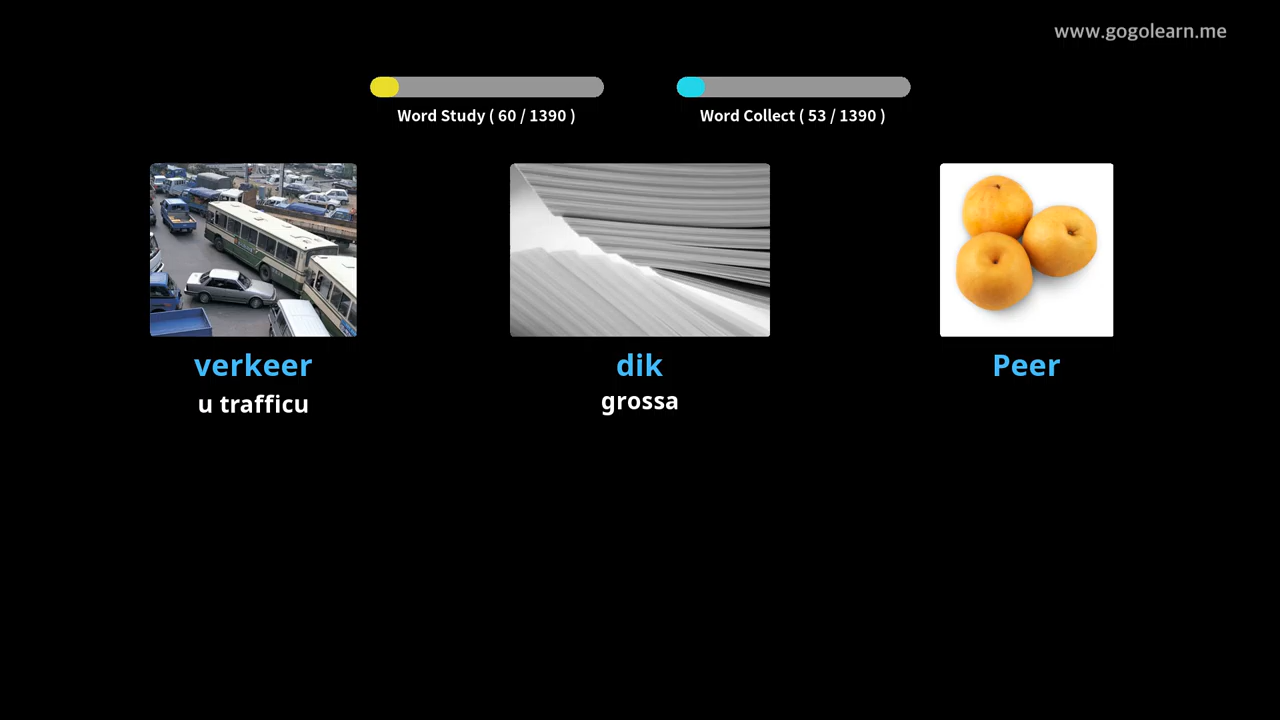 www.gogolearn.me
Word Study ( 60 / 1390 )
Word Collect ( 53 / 1390 )
verkeer
u trafficu
dik
grossa
Peer